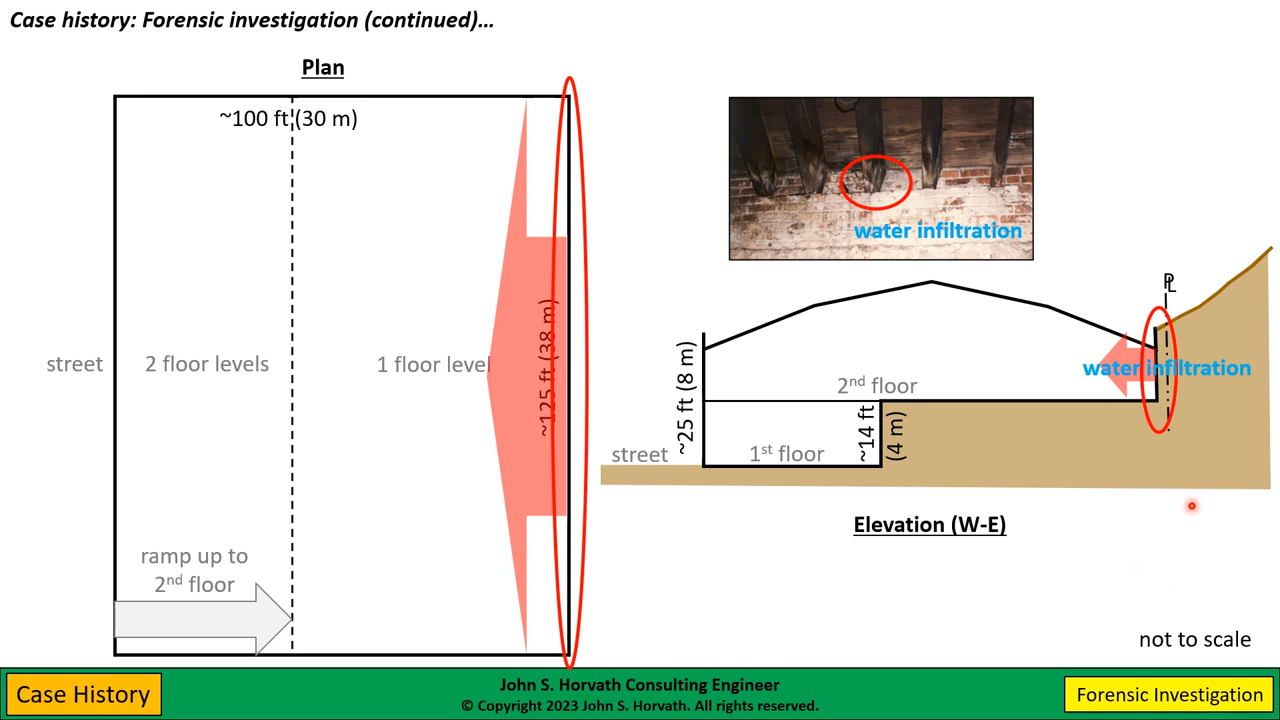 Case history: Forensic investigation (continued)…
Plan
~100 ft (30 m)
street
2 floor levels
1 floor level
~125 ft (38 m)
ramp up to
2nd floor
water infiltration
PL
water infiltration
~25 ft (8 m)
2nd floor
~14 ft
(4 m)
1st floor
street
Elevation (W-E)
not to scale
Case History
John S. Horvath Consulting Engineer
© Copyright 2023 John S. Horvath. All rights reserved.
Forensic Investigation